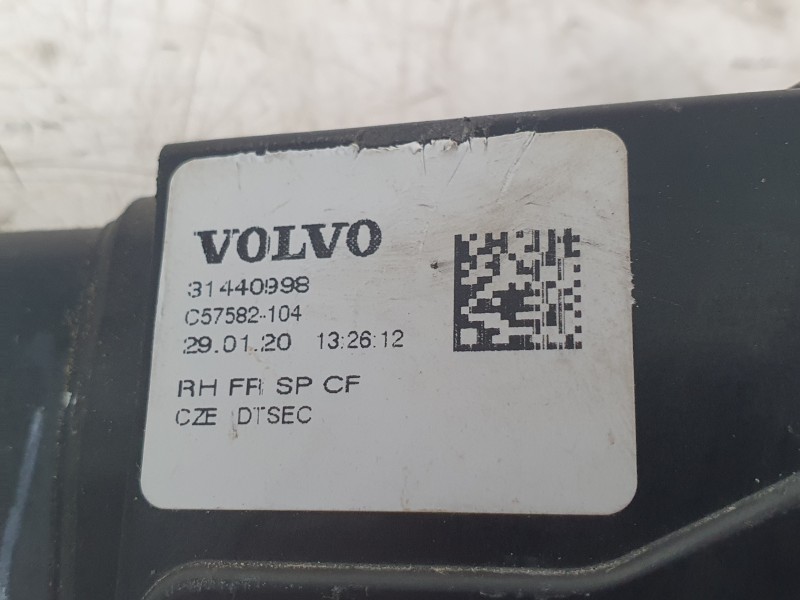 VOLVO
31440998
C57582-104
29.01.20 13:26:12
RH FR SP CF
CZE DTSEC